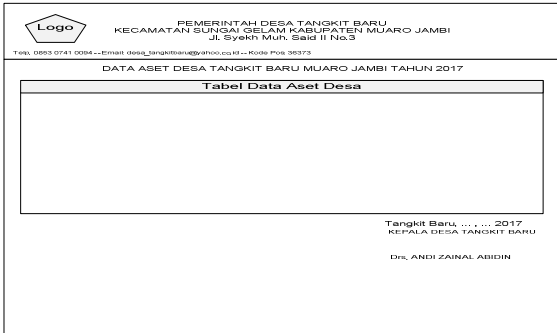 Logo
PEMERINTAH DESA TANGKIT BARU
KECAMATAN SUNGAI GELAM KABUPATEN MUARO JAMBI
Jl. Syekh Muh. Said II No.3
Telp, 0853 0741 0094 -- Email: desa_tangkitbaru@yahoo.co.id -- Kode Pos 36373
DATA ASET DESA TANGKIT BARU MUARO JAMBI TAHUN 2017
Tabel Data Aset Desa
Tangkit Baru, ... , ... 2017
KEPALA DESA TANGKIT BARU
Drs, ANDI ZAINAL ABIDIN